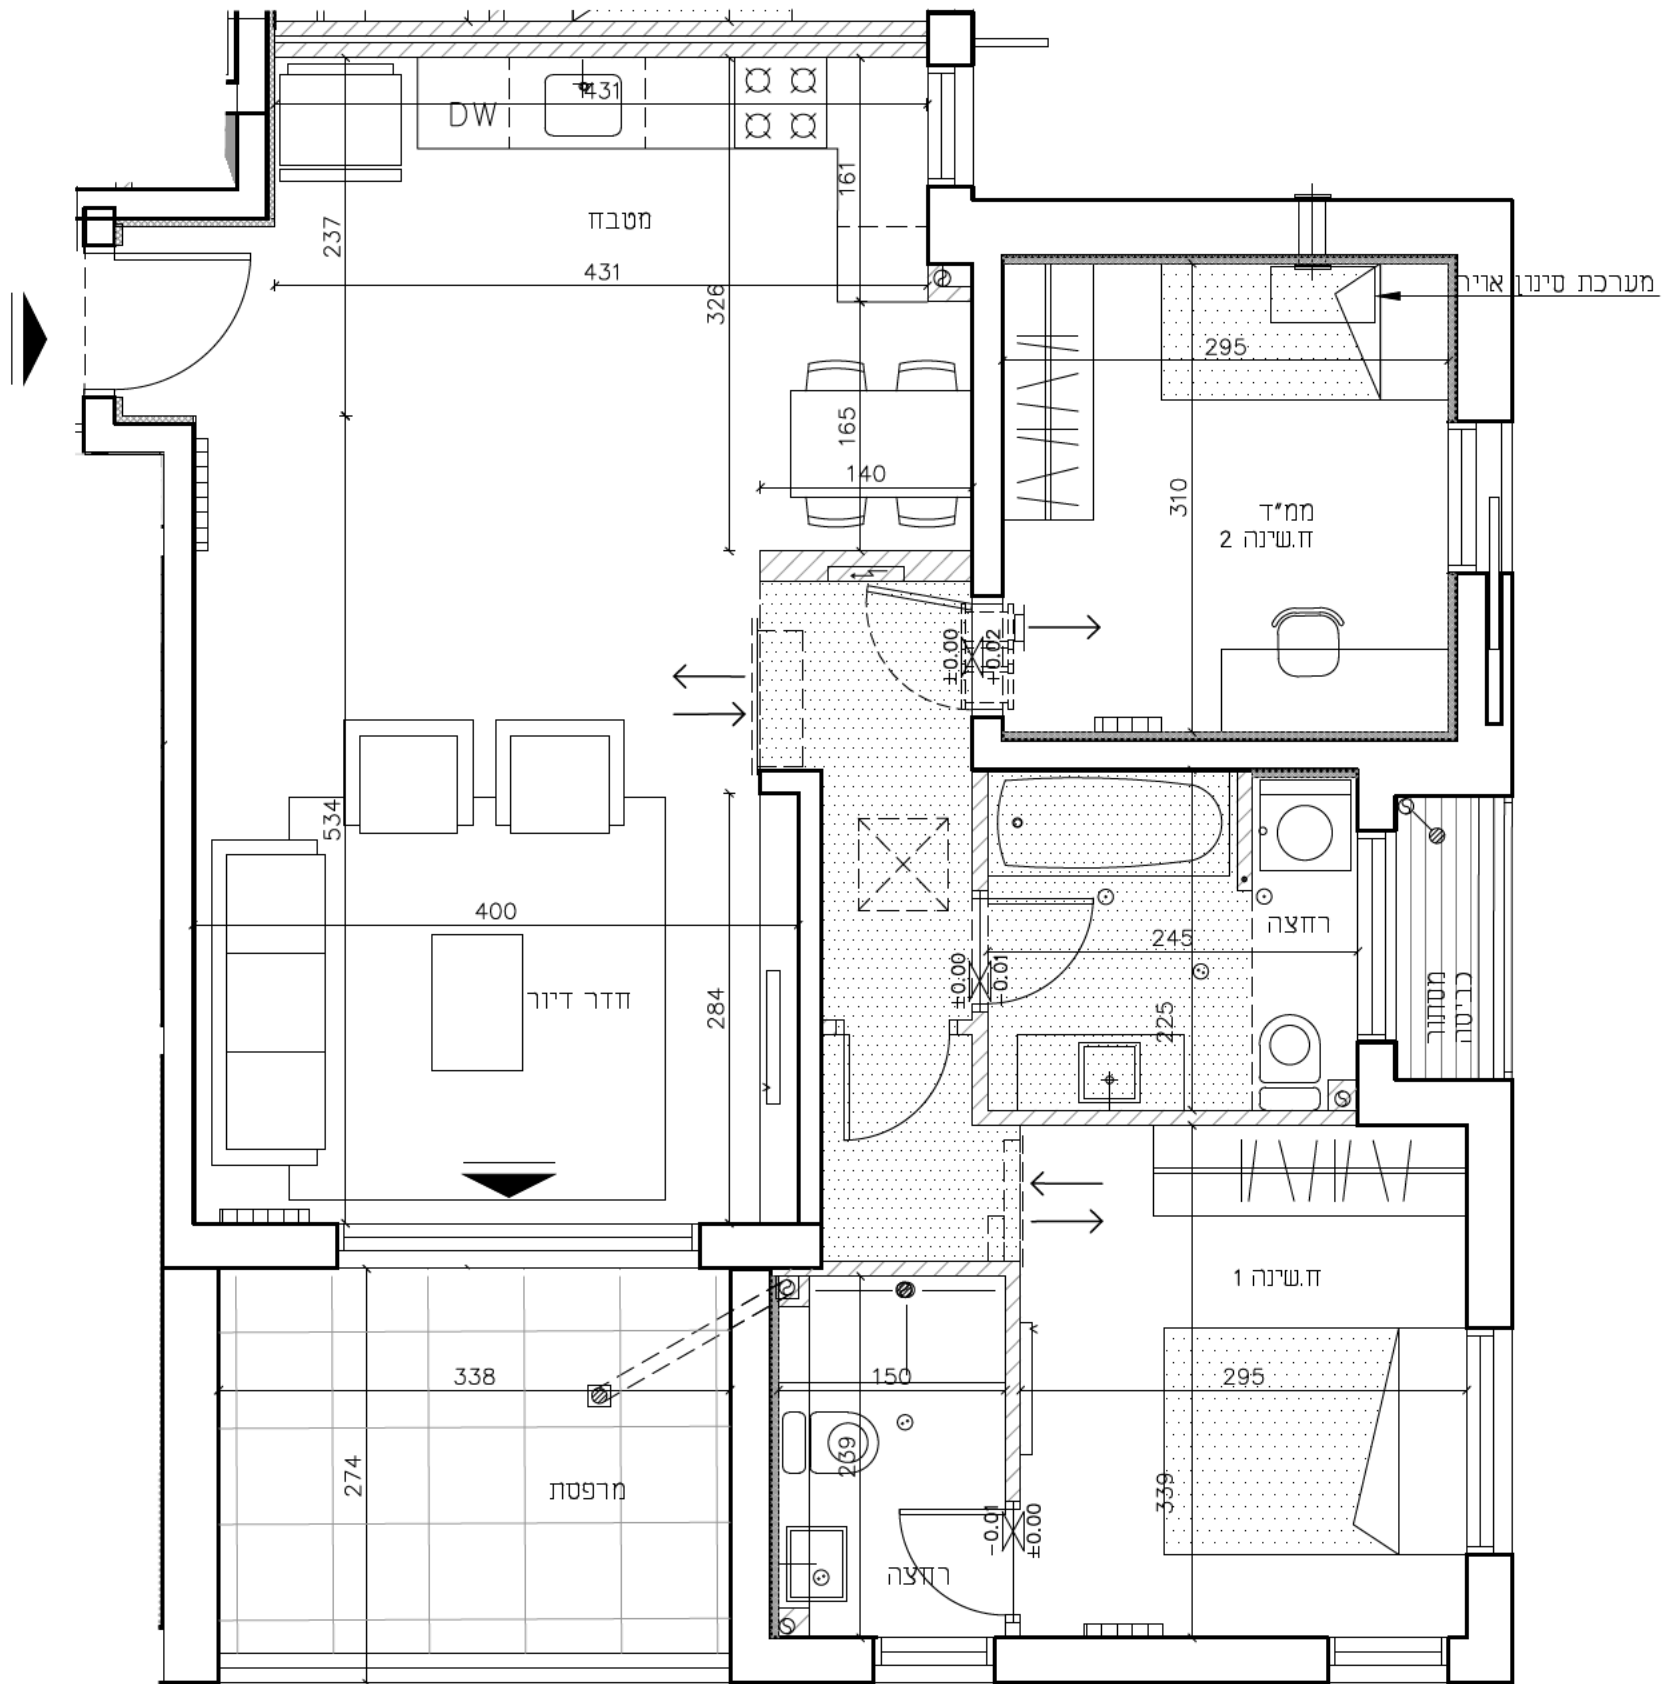 431
DW
161
מטבח
237
431
326
מערכת סינון אויר
295
165
140
310
ממ"ד
ח.שינה 2
±0.00
+0.02
534
400
רחצה
245
±0.00
-0.01
חדר דיור
284
225
מסתור
כביסה
ח.שינה 1
338
150
295
274
239
339
מרפסת
-0.01
±0.00
רחצה